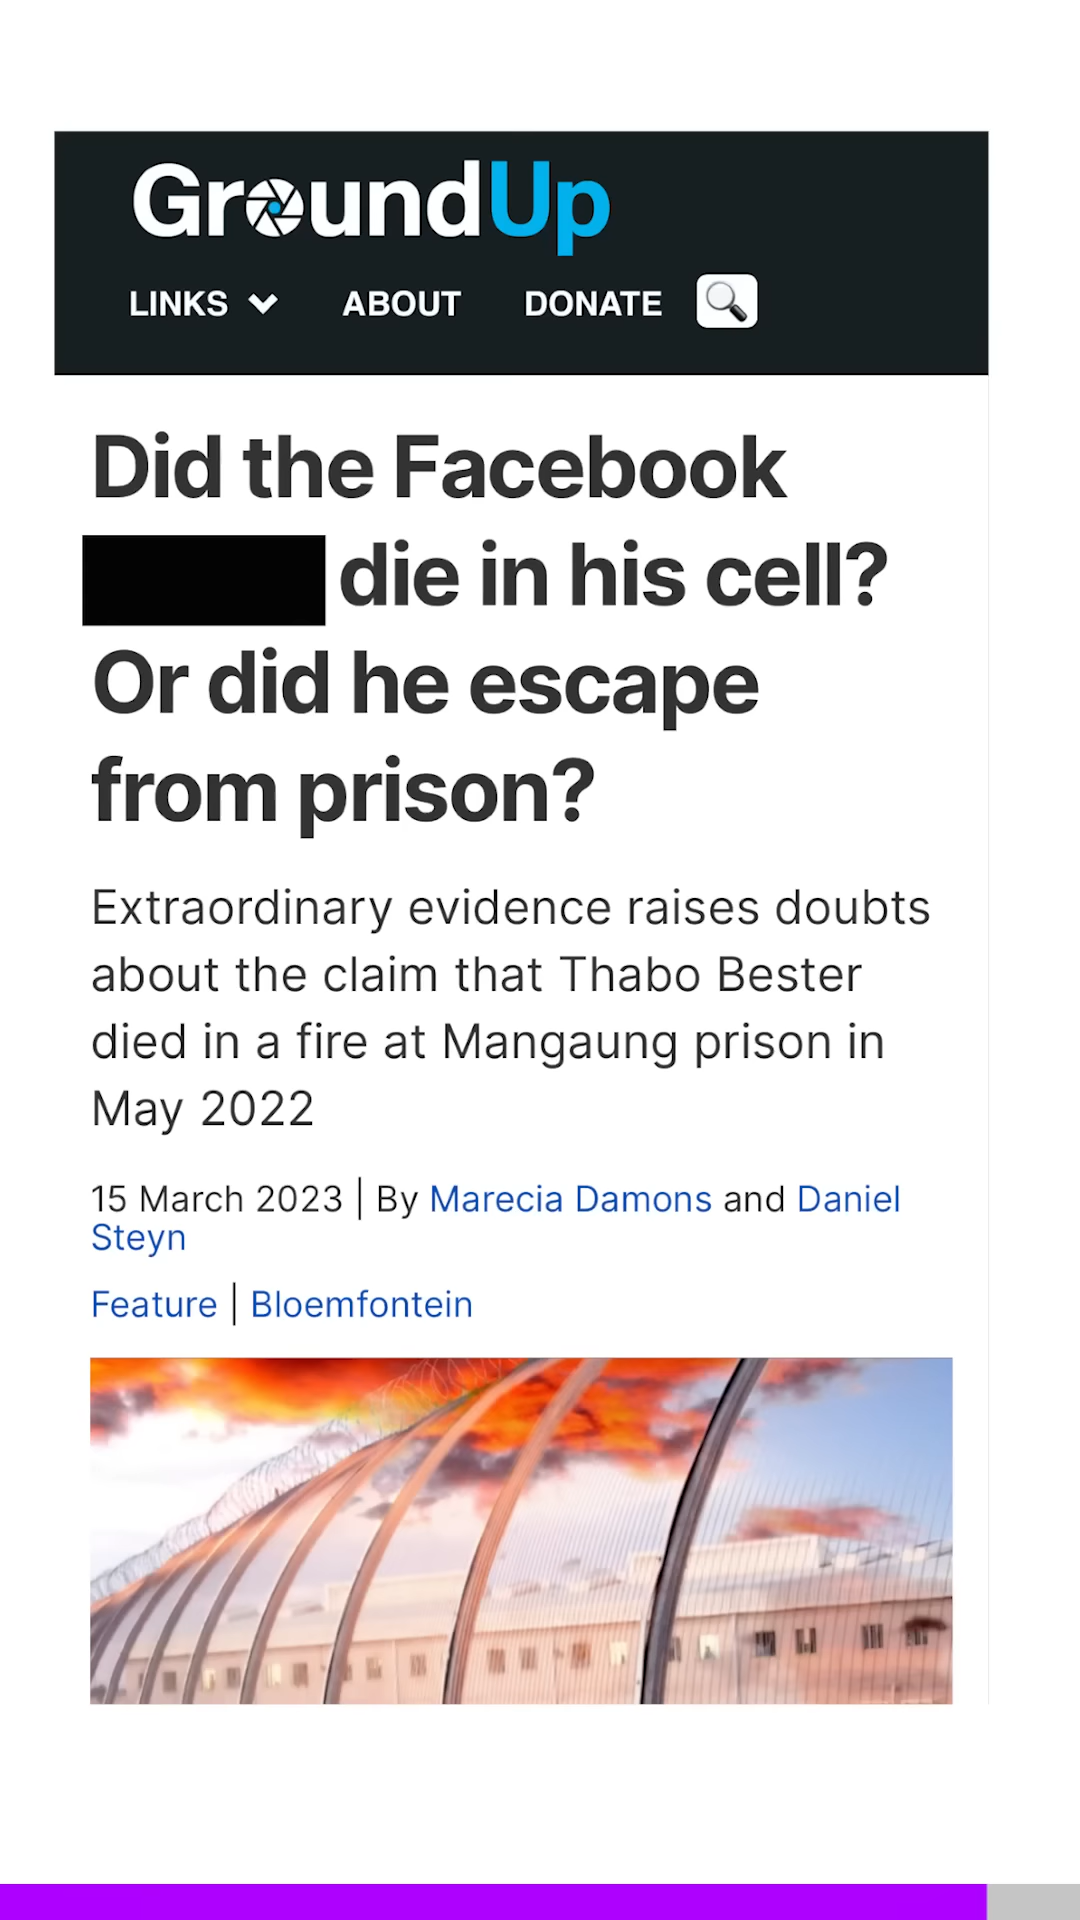 GroundUp
LINKS ABOUT DONATE
Did the Facebook
die in his cell?
Or did he escape
from prison?
Extraordinary evidence raises doubts
about the claim that Thabo Bester
died in a fire at Mangaung prison in
May 2022
15 March 2023 | By Marecia Damons and Daniel
Steyn
Feature | Bloemfontein